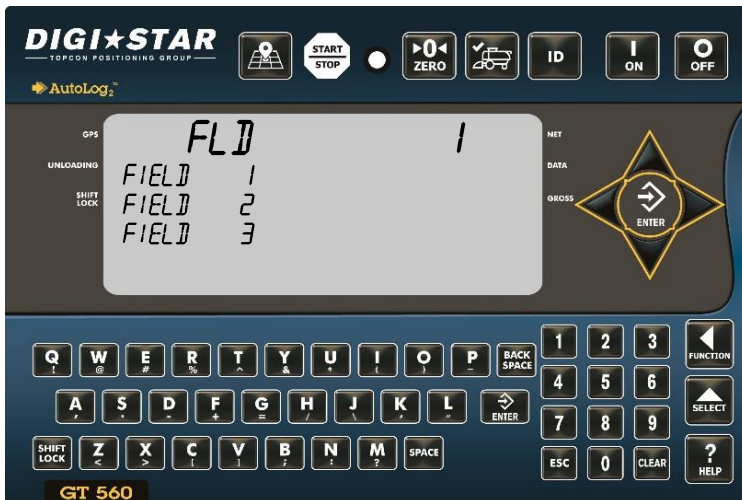 DIGI★STAR
TOPCON POSITIONING GROUP
AutoLog₂™
START
STOP
▶0◀
ZERO
ID
I
ON
O
OFF
GPS
UNLOADING
SHIFT
LOCK
FLD 1
FIELD 1
FIELD 2
FIELD 3
NET
DATA
GROSS
ENTER
Q W E R T Y U I O P BACK SPACE
! @ # % ^ & * ( ) _
A S D F G H J K L ENTER
+ = / \
SHIFT LOCK Z X C V B N M SPACE
< > [ ] ; : ?
1 2 3
4 5 6
7 8 9
ESC 0 CLEAR
FUNCTION
SELECT
?
HELP
GT 560